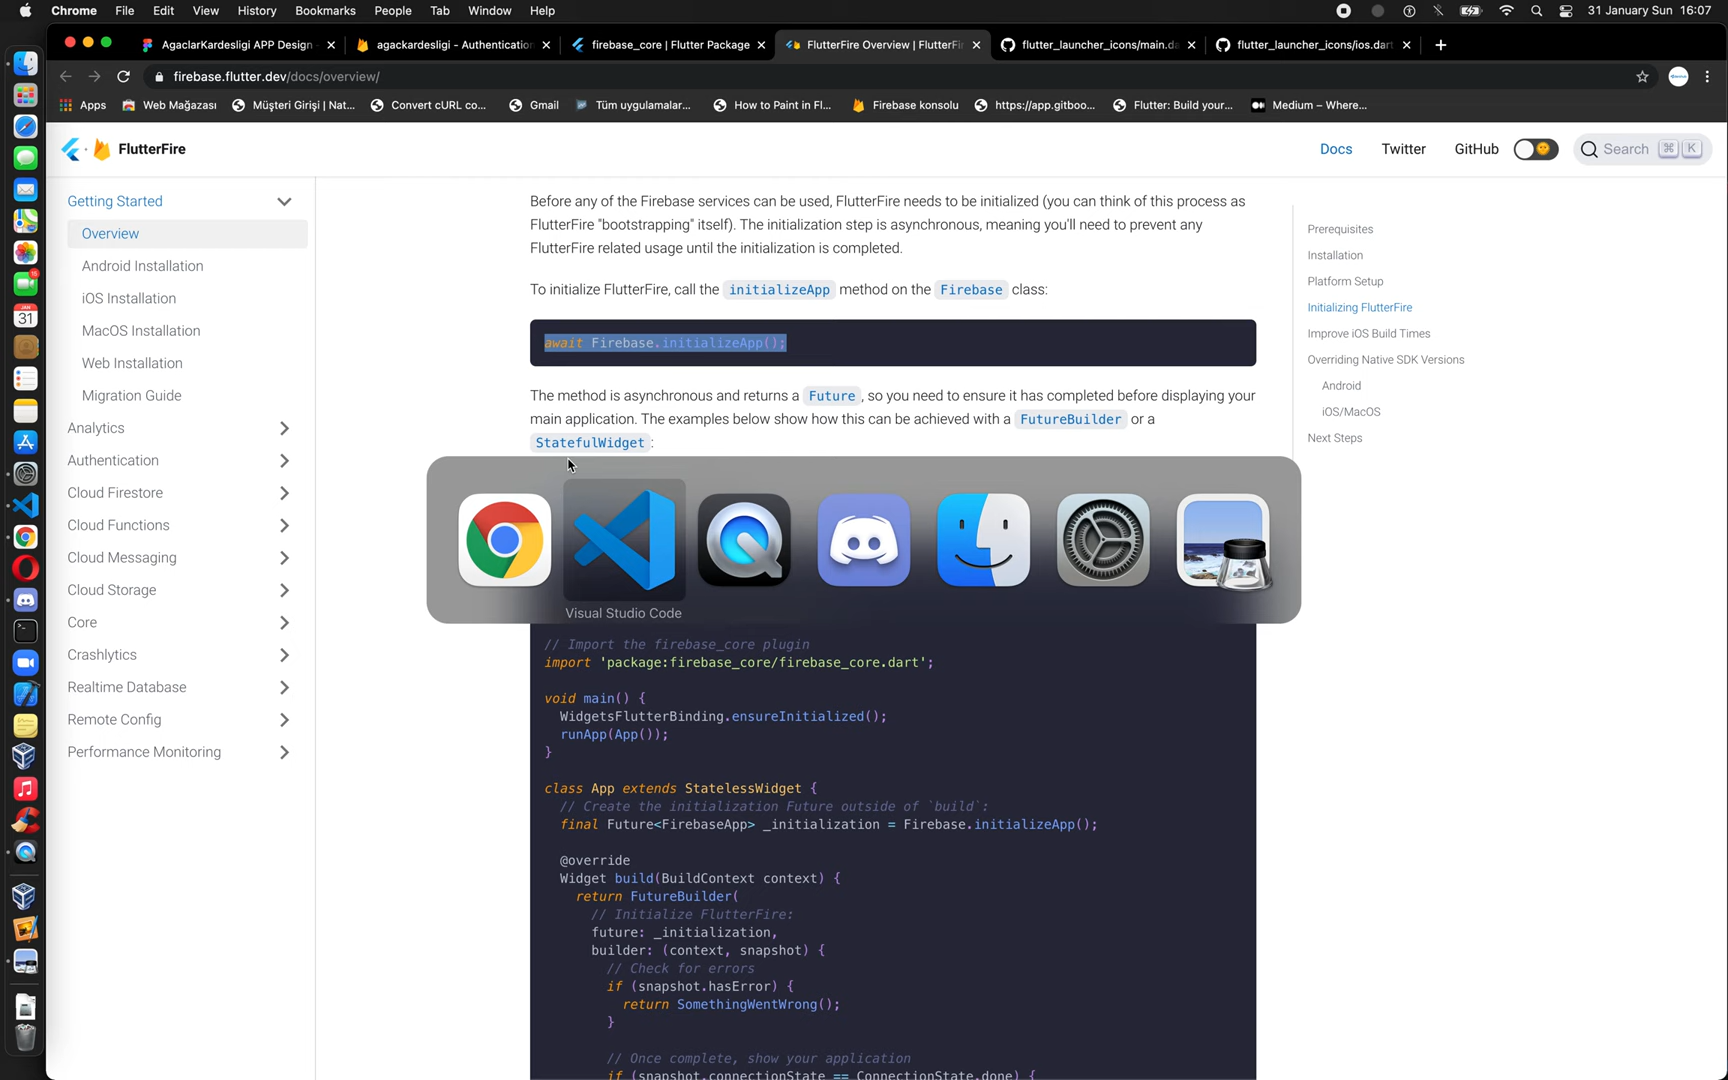 Chrome File Edit View History Bookmarks People Tab Window Help 31 January Sun 16:07
AgaclarKardesligi APP Design agackardesligi - Authentication firebase_core | Flutter Package FlutterFire Overview | FlutterFir flutter_launcher_icons/main.da flutter_launcher_icons/ios.dart
firebase.flutter.dev/docs/overview/
Apps Web Mağazası Müşteri Girişi | Nat... Convert cURL co... Gmail Tüm uygulamalar... How to Paint in Fl... Firebase konsolu https://app.gitboo... Flutter: Build your... Medium – Where...
FlutterFire
Docs Twitter GitHub Search ⌘ K
Getting Started
Overview
Android Installation
iOS Installation
MacOS Installation
Web Installation
Migration Guide
Analytics
Authentication
Cloud Firestore
Cloud Functions
Cloud Messaging
Cloud Storage
Core
Crashlytics
Realtime Database
Remote Config
Performance Monitoring
Before any of the Firebase services can be used, FlutterFire needs to be initialized (you can think of this process as
FlutterFire "bootstrapping" itself). The initialization step is asynchronous, meaning you'll need to prevent any
FlutterFire related usage until the initialization is completed.
To initialize FlutterFire, call the initializeApp method on the Firebase class:
await Firebase.initializeApp();
The method is asynchronous and returns a Future , so you need to ensure it has completed before displaying your
main application. The examples below show how this can be achieved with a FutureBuilder or a
StatefulWidget :
Visual Studio Code
// Import the firebase_core plugin
import 'package:firebase_core/firebase_core.dart';
void main() {
WidgetsFlutterBinding.ensureInitialized();
runApp(App());
}
class App extends StatelessWidget {
// Create the initialization Future outside of `build`:
final Future<FirebaseApp> _initialization = Firebase.initializeApp();
@override
Widget build(BuildContext context) {
return FutureBuilder(
// Initialize FlutterFire:
future: _initialization,
builder: (context, snapshot) {
// Check for errors
if (snapshot.hasError) {
return SomethingWentWrong();
}
// Once complete, show your application
if (snapshot.connectionState == ConnectionState.done) {
Prerequisites
Installation
Platform Setup
Initializing FlutterFire
Improve iOS Build Times
Overriding Native SDK Versions
Android
iOS/MacOS
Next Steps
JAN
31